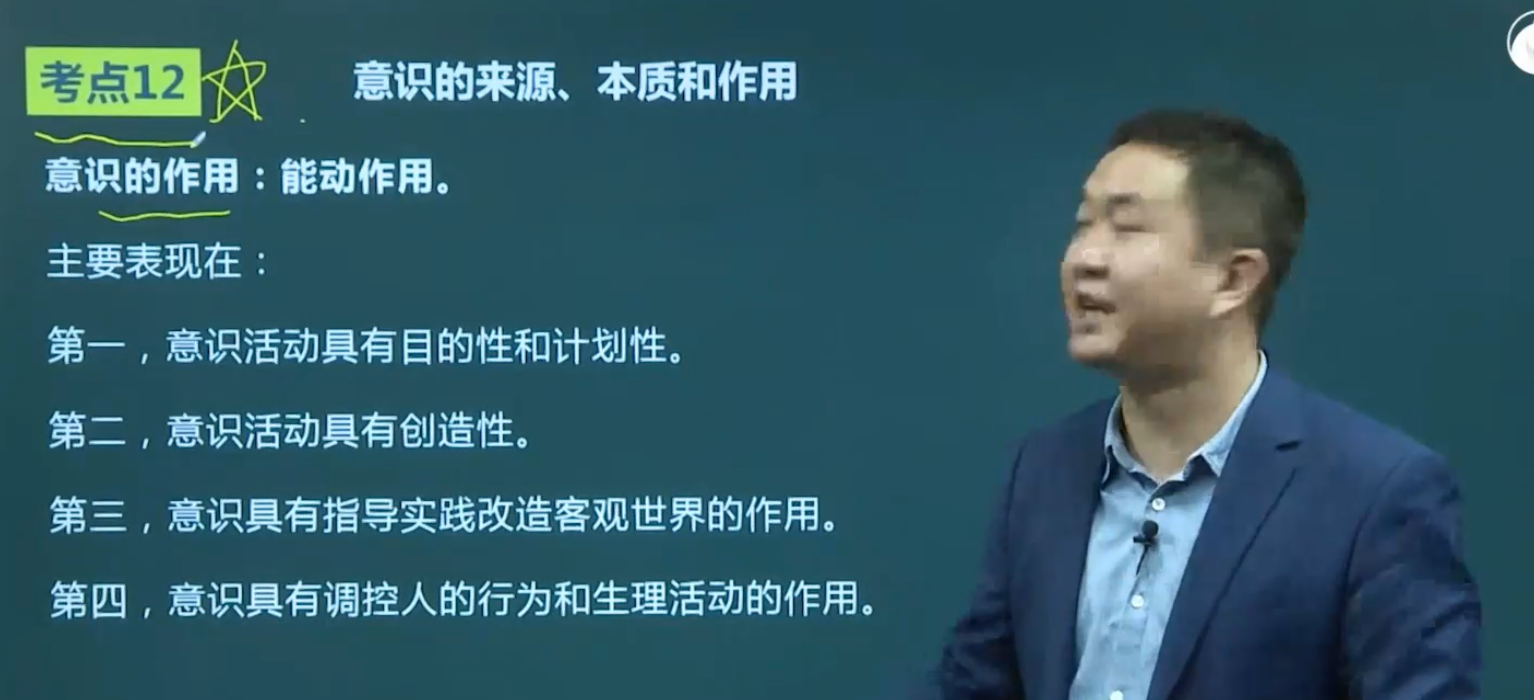 考点12 意识的来源、本质和作用
意识的作用：能动作用。
主要表现在：
第一，意识活动具有目的性和计划性。
第二，意识活动具有创造性。
第三，意识具有指导实践改造客观世界的作用。
第四，意识具有调控人的行为和生理活动的作用。